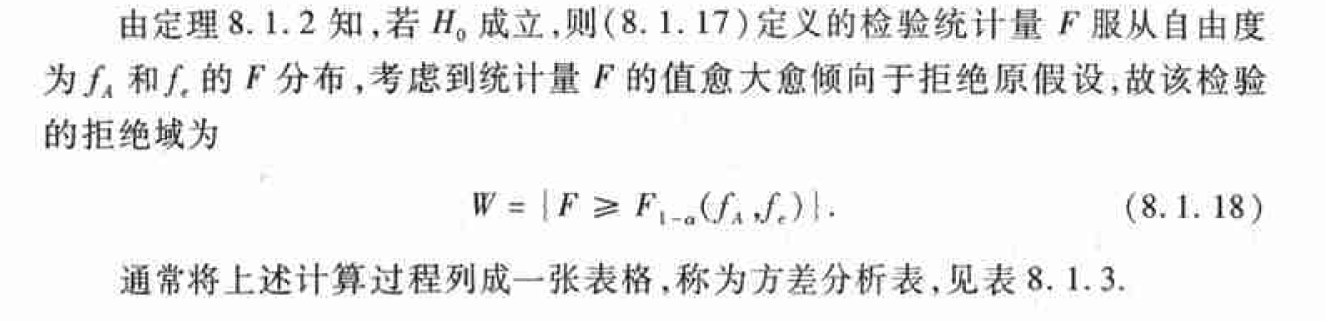 由定理 8.1.2 知,若 H₀ 成立,则(8.1.17)定义的检验统计量 F 服从自由度
为 f_A 和 f_e 的 F 分布,考虑到统计量 F 的值愈大愈倾向于拒绝原假设,故该检验
的拒绝域为
W = {F ≥ F_{1-α}(f_A,f_e)}. (8.1.18)
通常将上述计算过程列成一张表格,称为方差分析表,见表 8.1.3.